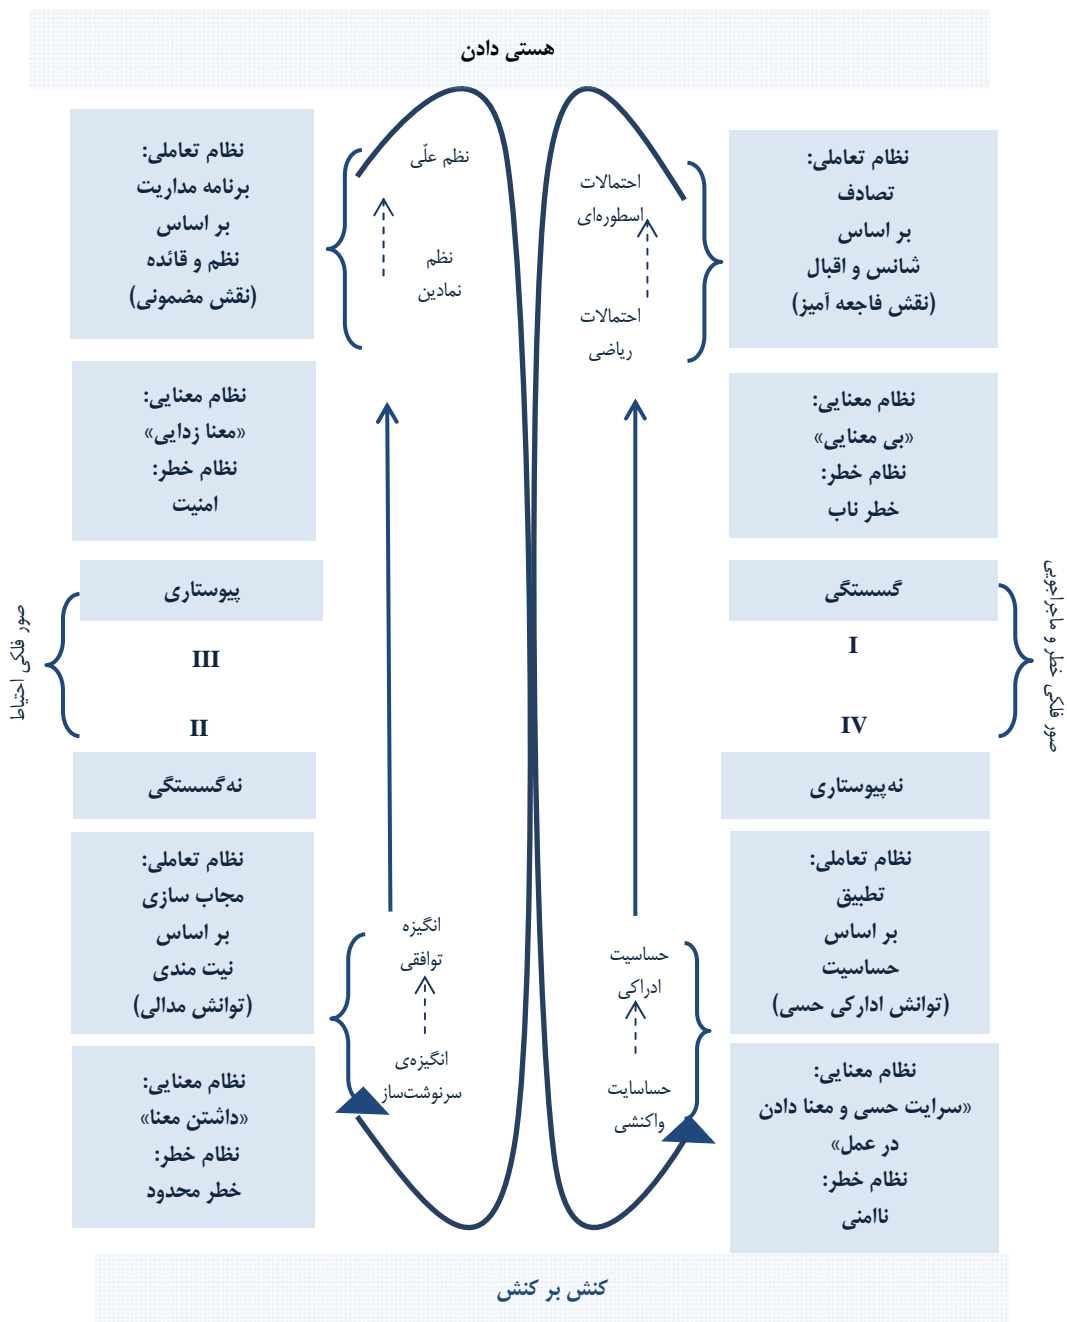 هستی دادن
نظام تعاملی:
تصادف
بر اساس
شانس و اقبال
(نقش فاجعه آمیز)
احتمالات
اسطوره‌ای
احتمالات
ریاضی
نظم علّی
نظم
نمادین
نظام تعاملی:
برنامه مداریت
بر اساس
نظم و قائده
(نقش مضمونی)
نظام معنایی:
«بی معنایی»
نظام خطر:
خطر ناب
نظام معنایی:
«معنا زدایی»
نظام خطر:
امنیت
صور فلکی خطر و ماجراجویی
گسستگی
I
IV
نه‌پیوستاری
پیوستاری
III
II
نه‌گسستگی
صور فلکی احتیاط
نظام تعاملی:
تطبیق
بر اساس
حساسیت
(توانش ادارکی حسی)
حساسیت
ادراکی
حساسایت
واکنشی
انگیزه
توافقی
انگیزه‌ی
سرنوشت‌ساز
نظام تعاملی:
مجاب سازی
بر اساس
نیت مندی
(توانش مدالی)
نظام معنایی:
«سرایت حسی و معنا دادن
در عمل»
نظام خطر:
ناامنی
نظام معنایی:
«داشتن معنا»
نظام خطر:
خطر محدود
کنش بر کنش